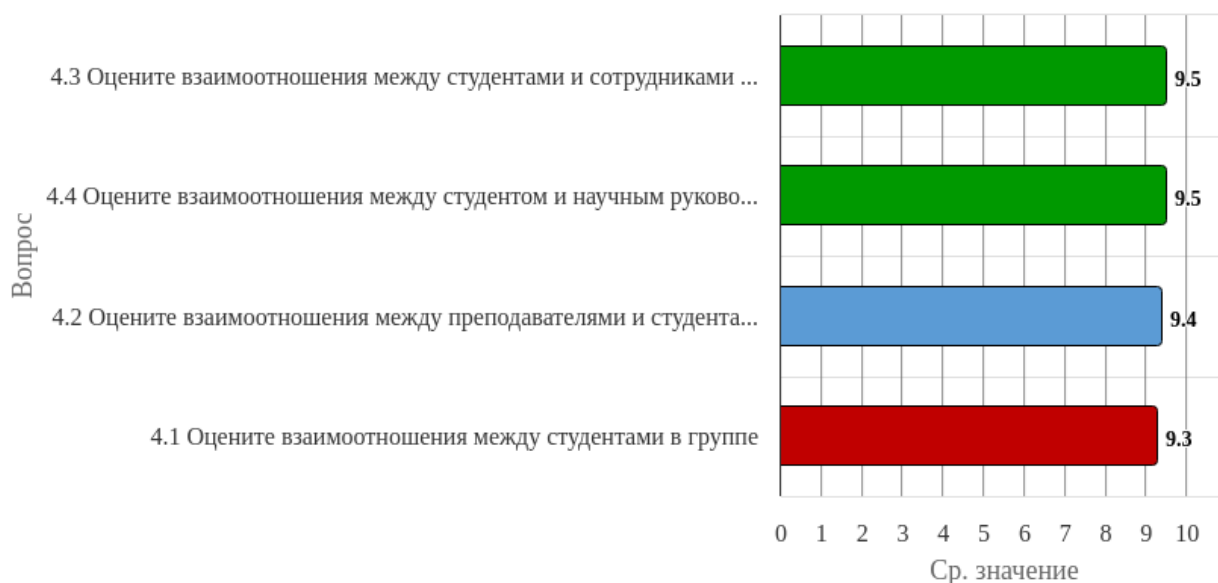 4.3 Оцените взаимоотношения между студентами и сотрудниками ...
9.5
4.4 Оцените взаимоотношения между студентом и научным руково...
9.5
4.2 Оцените взаимоотношения между преподавателями и студента...
9.4
4.1 Оцените взаимоотношения между студентами в группе
9.3
Вопрос
0 1 2 3 4 5 6 7 8 9 10
Ср. значение